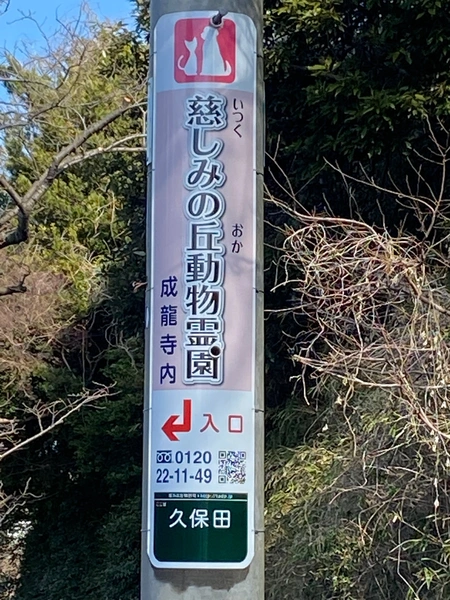 慈しみの丘動物霊園
いつく
おか
成龍寺内
入口
0120
22-11-49
久保田